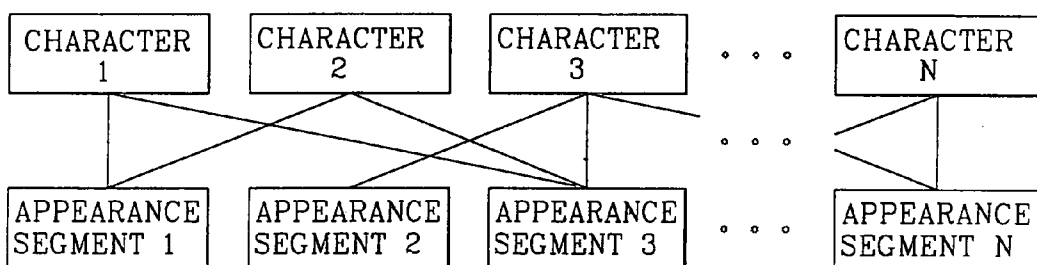 CHARACTER
1
CHARACTER
2
CHARACTER
3
CHARACTER
N
APPEARANCE
SEGMENT 1
APPEARANCE
SEGMENT 2
APPEARANCE
SEGMENT 3
APPEARANCE
SEGMENT N